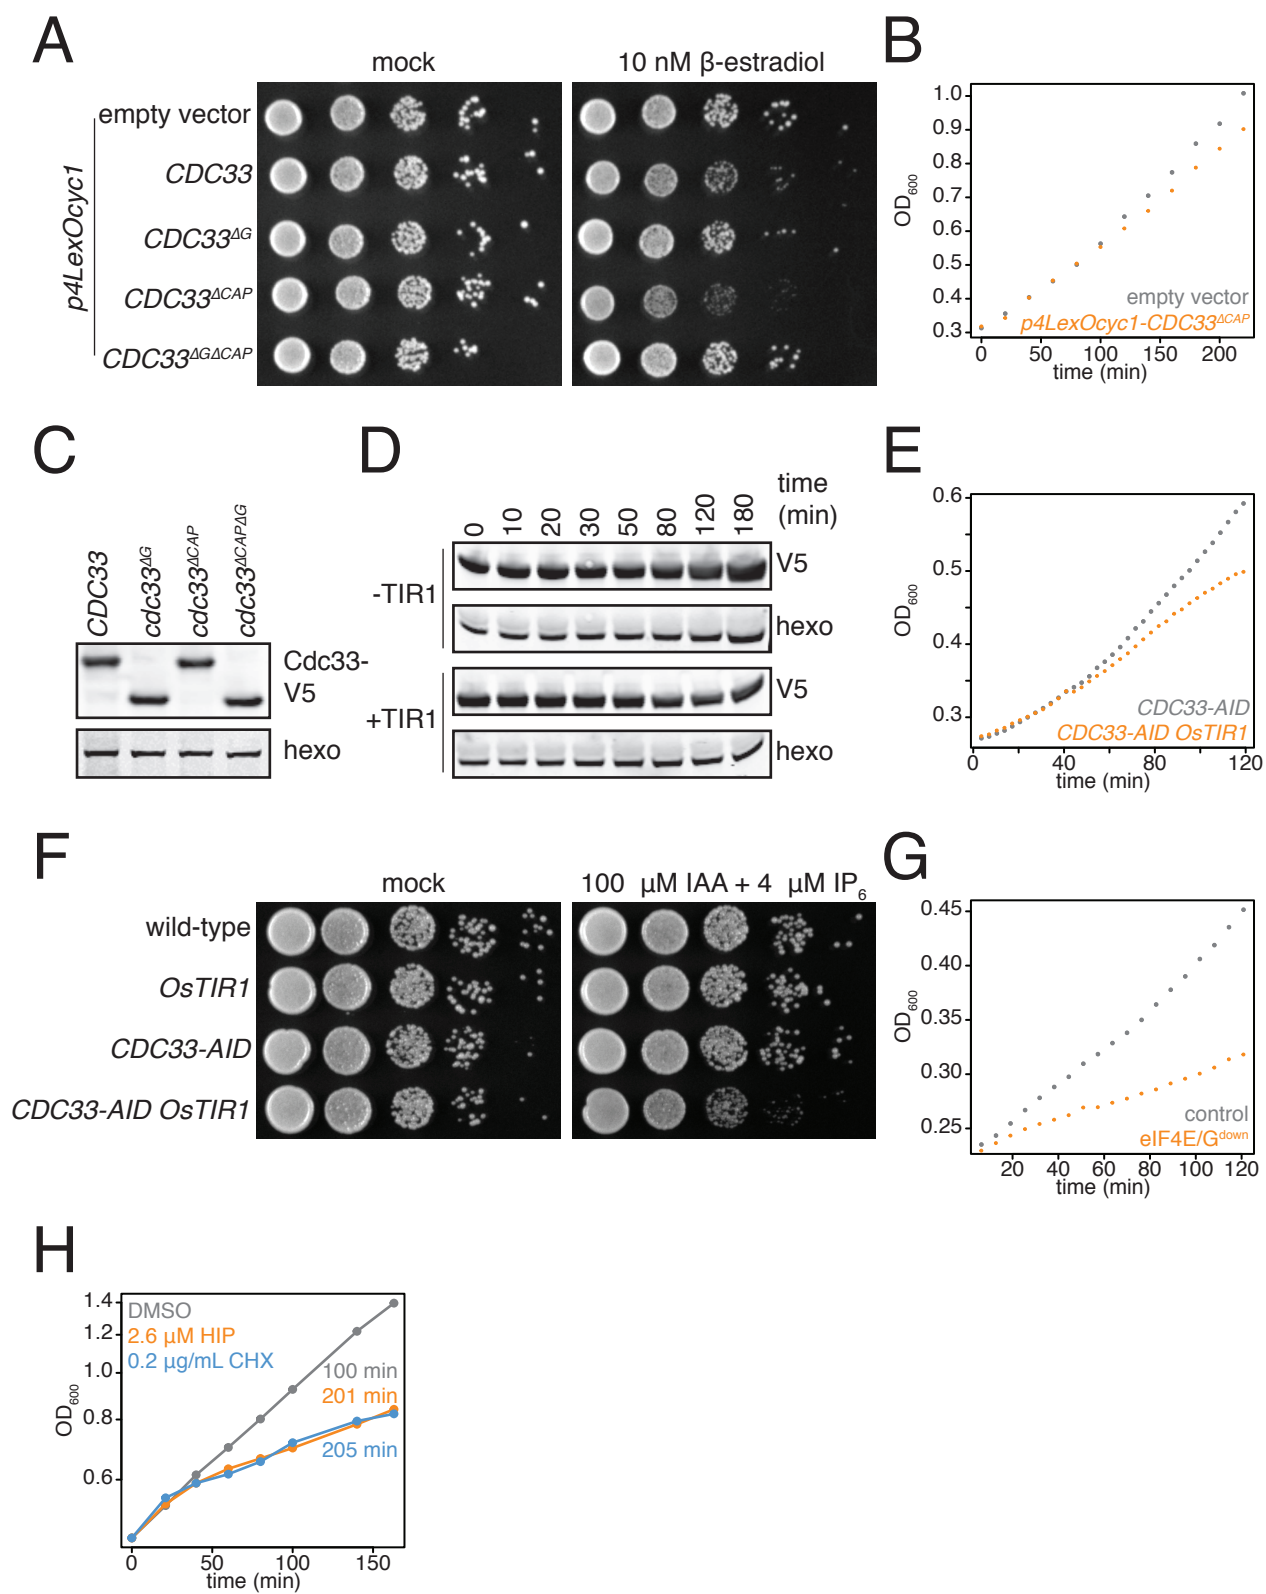 A
mock
10 nM β-estradiol
empty vector
CDC33
CDC33ΔG
CDC33ΔCAP
CDC33ΔGΔCAP
p4LexOcyc1
B
1.0
0.9
0.8
0.7
0.6
0.5
0.4
0.3
OD600
empty vector
p4LexOcyc1-CDC33ΔCAP
0 50 100 150 200
time (min)
C
CDC33
cdc33ΔG
cdc33ΔCAP
cdc33ΔCAPΔG
Cdc33-
V5
hexo
D
0 10 20 30 50 80 120 180
time
(min)
-TIR1
V5
hexo
+TIR1
V5
hexo
E
0.6
0.5
0.4
0.3
OD600
CDC33-AID
CDC33-AID OsTIR1
0 40 80 120
time (min)
F
mock
100 µM IAA + 4 µM IP6
wild-type
OsTIR1
CDC33-AID
CDC33-AID OsTIR1
G
0.45
0.40
0.35
0.30
0.25
OD600
control
eIF4E/Gdown
20 40 60 80 100 120
time (min)
H
1.4
1.2
1.0
0.8
0.6
OD600
DMSO
2.6 µM HIP
0.2 µg/mL CHX
100 min
201 min
205 min
0 50 100 150
time (min)